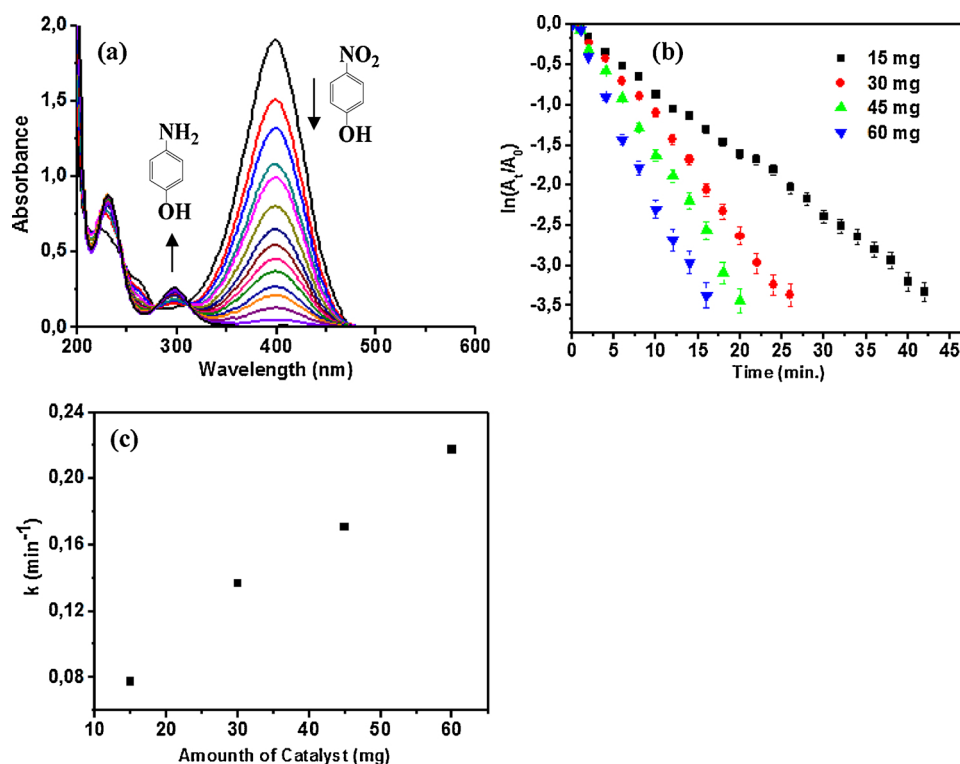 (a)
2,0
1,5
1,0
0,5
0,0
Absorbance
NH2
OH
NO2
OH
200 300 400 500 600
Wavelength (nm)
(b)
0,0
-0,5
-1,0
-1,5
-2,0
-2,5
-3,0
-3,5
ln(At/A0)
15 mg
30 mg
45 mg
60 mg
0 5 10 15 20 25 30 35 40 45
Time (min.)
(c)
0,24
0,20
0,16
0,12
0,08
k (min-1)
10 20 30 40 50 60
Amounth of Catalyst (mg)